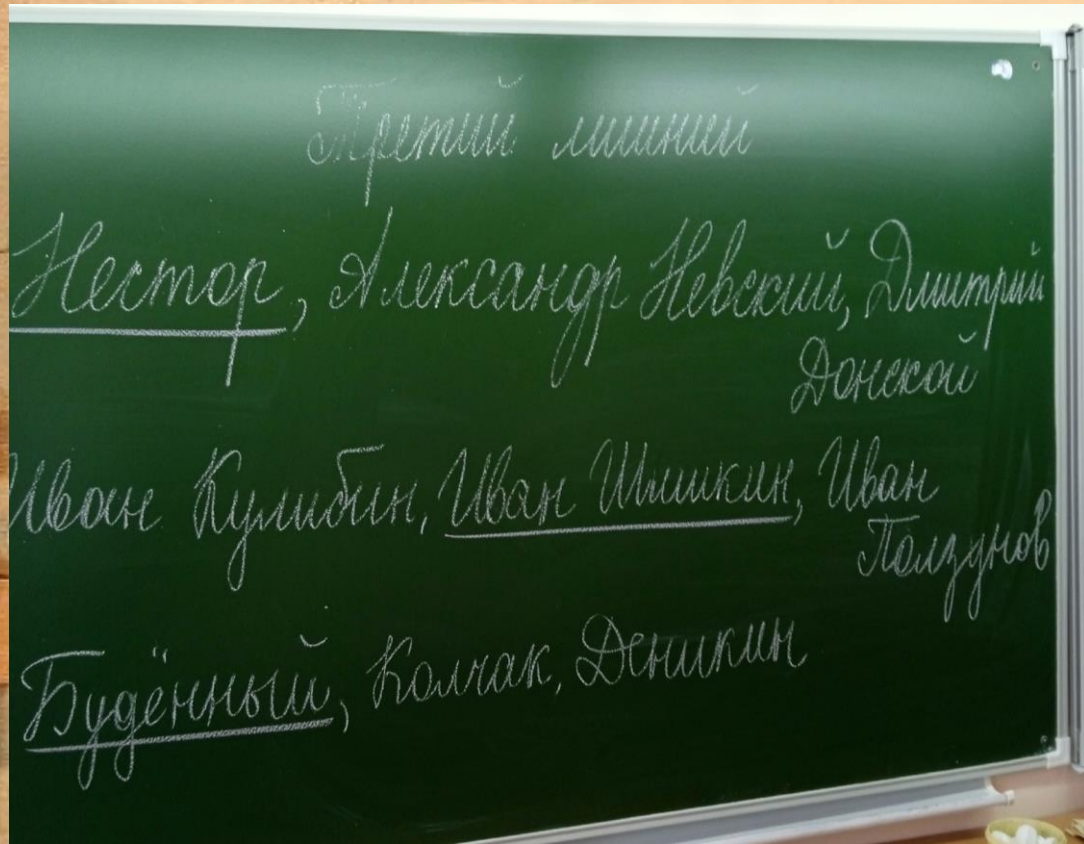 Третий лишний
Нестор, Александр Невский, Дмитрий
Донской
Иван Кулибин, Иван Шишкин, Иван
Ползунов
Будённый, Колчак, Деникин